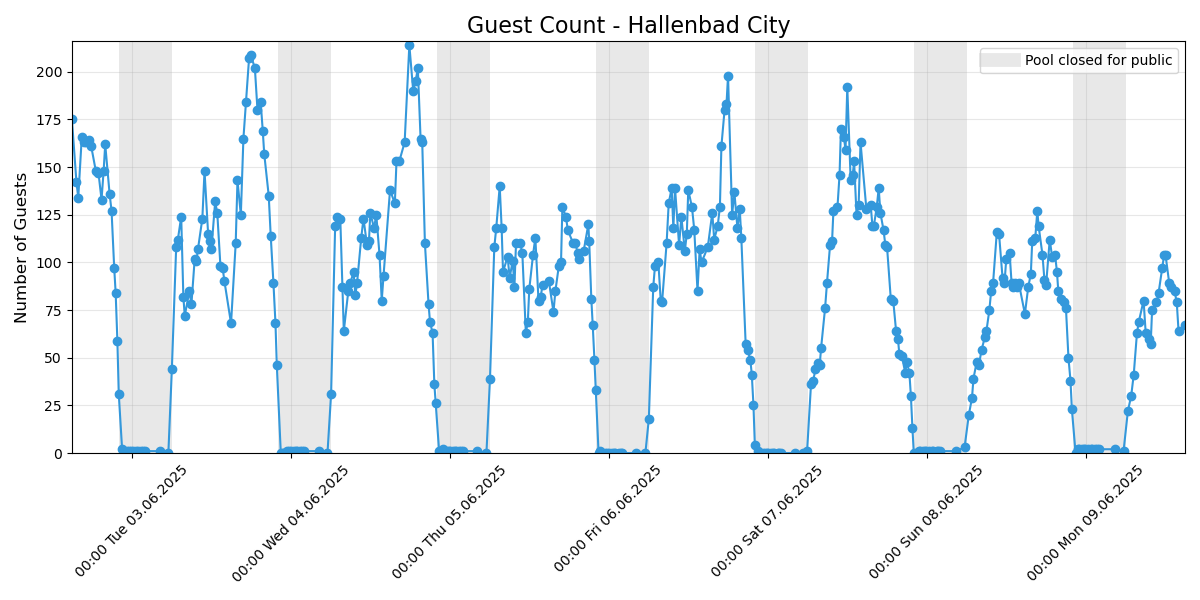 Guest Count - Hallenbad City
Number of Guests
200
175
150
125
100
75
50
25
0
Pool closed for public
00:00 Tue 03.06.2025
00:00 Wed 04.06.2025
00:00 Thu 05.06.2025
00:00 Fri 06.06.2025
00:00 Sat 07.06.2025
00:00 Sun 08.06.2025
00:00 Mon 09.06.2025